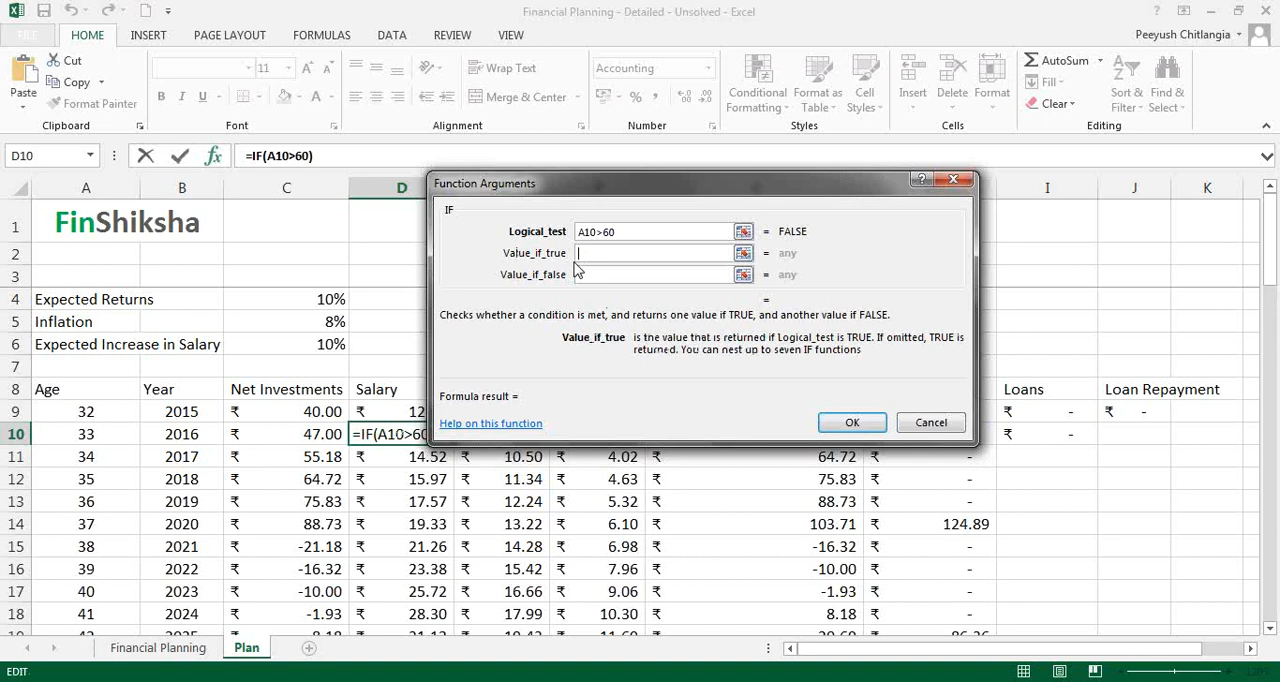 Financial Planning - Detailed - Unsolved - Excel
FILE HOME INSERT PAGE LAYOUT FORMULAS DATA REVIEW VIEW Peeyush Chitlangia
Paste Cut Copy Format Painter Clipboard
11 B I U A Font
Wrap Text Merge & Center Alignment
Accounting % Number
Conditional Formatting Format as Table Cell Styles Styles
Insert Delete Format Cells
AutoSum Fill Clear Sort & Filter Find & Select Editing
D10 fx =IF(A10>60)
A B C D I J K
Function Arguments
IF
Logical_test A10>60 = FALSE
Value_if_true = any
Value_if_false = any
=
Checks whether a condition is met, and returns one value if TRUE, and another value if FALSE.
Value_if_true is the value that is returned if Logical_test is TRUE. If omitted, TRUE is
returned. You can nest up to seven IF functions
Formula result =
Help on this function OK Cancel
1 FinShiksha
2
3
4 Expected Returns 10%
5 Inflation 8%
6 Expected Increase in Salary 10%
7
8 Age Year Net Investments Salary Loans Loan Repayment
9 32 2015 ₹ 40.00 ₹ 12 ₹ - ₹ -
10 33 2016 ₹ 47.00 =IF(A10>60 ₹ -
11 34 2017 ₹ 55.18 ₹ 14.52 ₹ 10.50 ₹ 4.02 ₹ 64.72 ₹ -
12 35 2018 ₹ 64.72 ₹ 15.97 ₹ 11.34 ₹ 4.63 ₹ 75.83 ₹ -
13 36 2019 ₹ 75.83 ₹ 17.57 ₹ 12.24 ₹ 5.32 ₹ 88.73 ₹ -
14 37 2020 ₹ 88.73 ₹ 19.33 ₹ 13.22 ₹ 6.10 ₹ 103.71 ₹ 124.89
15 38 2021 ₹ -21.18 ₹ 21.26 ₹ 14.28 ₹ 6.98 ₹ -16.32 ₹ -
16 39 2022 ₹ -16.32 ₹ 23.38 ₹ 15.42 ₹ 7.96 ₹ -10.00 ₹ -
17 40 2023 ₹ -10.00 ₹ 25.72 ₹ 16.66 ₹ 9.06 ₹ -1.93 ₹ -
18 41 2024 ₹ -1.93 ₹ 28.30 ₹ 17.99 ₹ 10.30 ₹ 8.18 ₹ -
Financial Planning Plan
EDIT